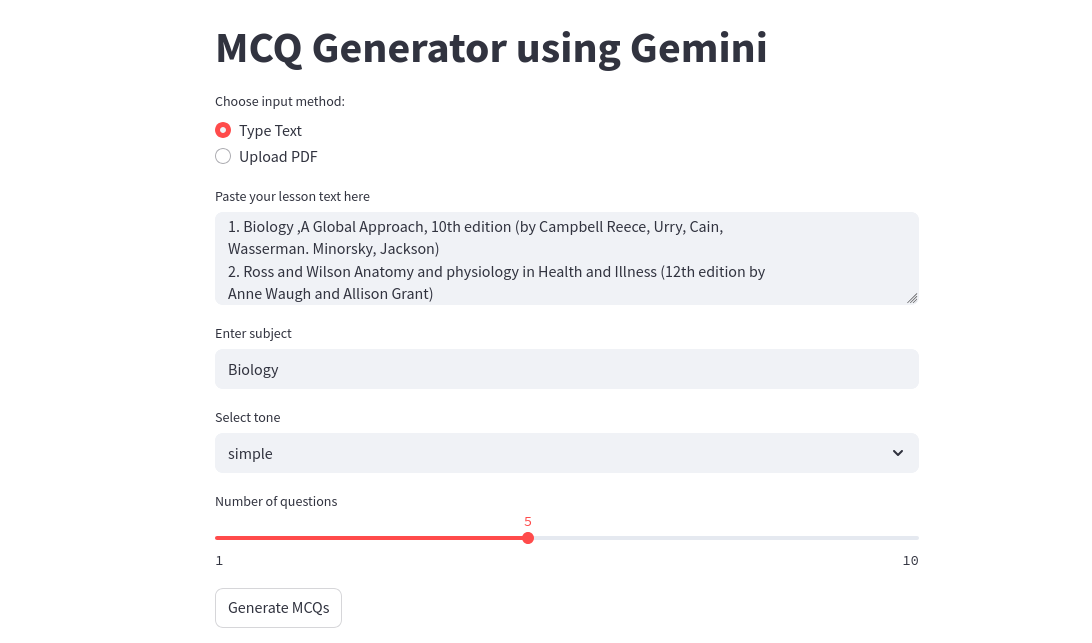 MCQ Generator using Gemini
Choose input method:
Type Text
Upload PDF
Paste your lesson text here
1. Biology ,A Global Approach, 10th edition (by Campbell Reece, Urry, Cain,
Wasserman. Minorsky, Jackson)
2. Ross and Wilson Anatomy and physiology in Health and Illness (12th edition by
Anne Waugh and Allison Grant)
Enter subject
Biology
Select tone
simple
Number of questions
5
1 10
Generate MCQs